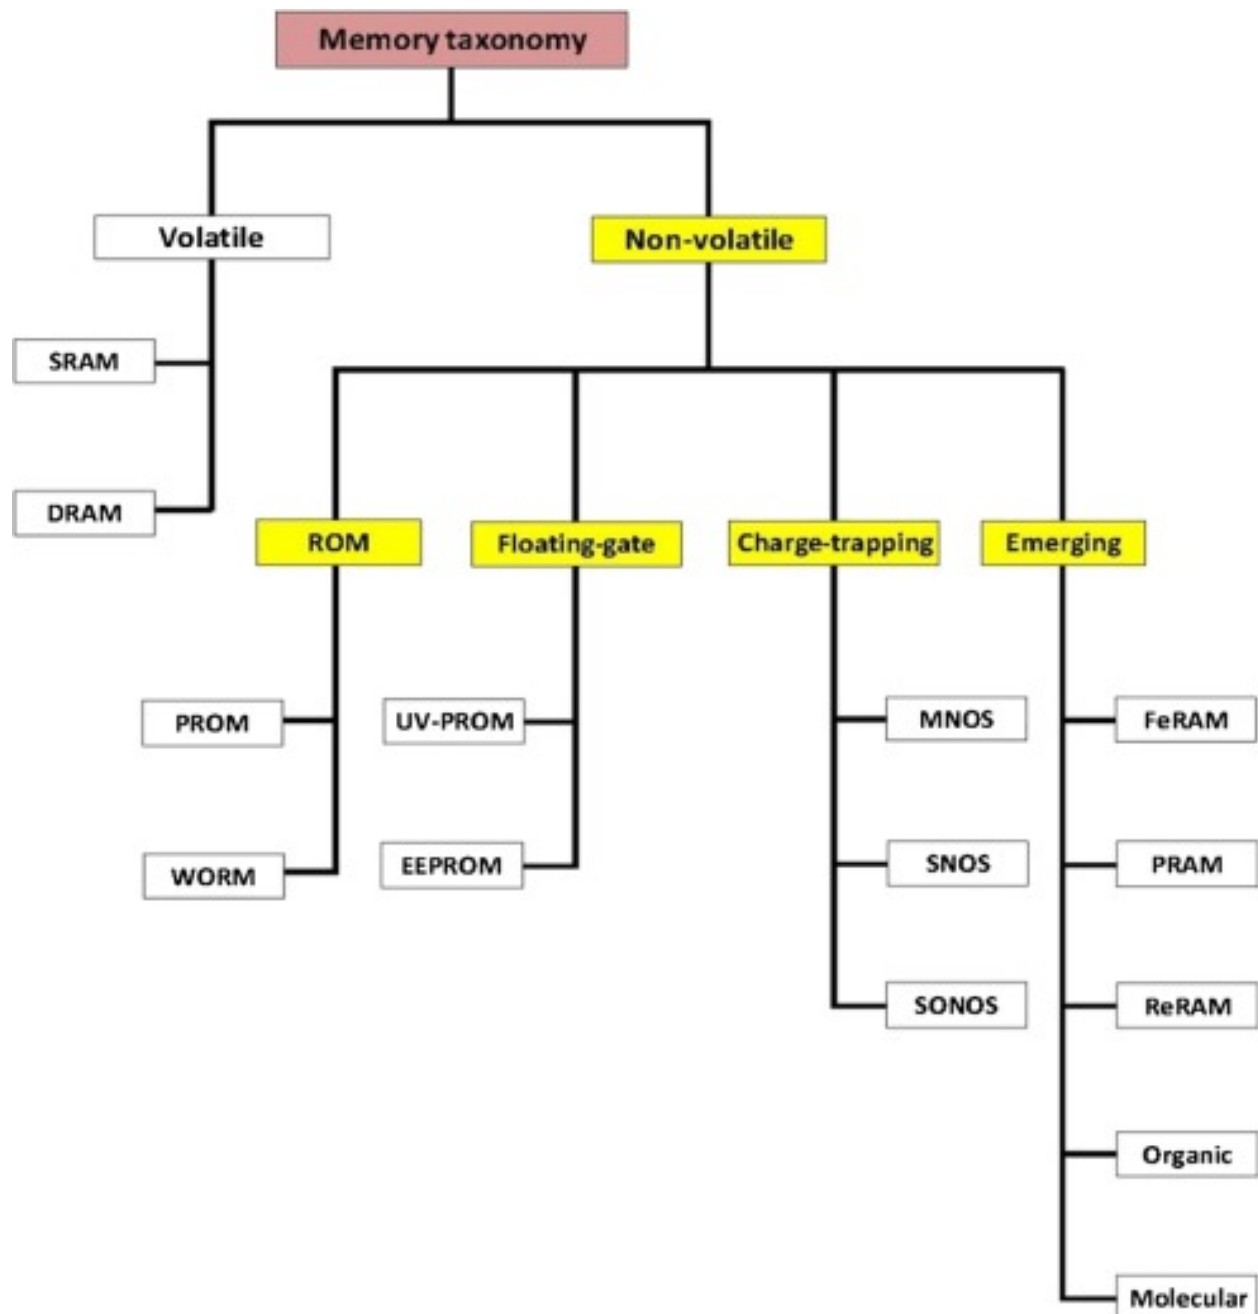 Memory taxonomy
Volatile
Non-volatile
SRAM
DRAM
ROM
Floating-gate
Charge-trapping
Emerging
PROM
UV-PROM
MNOS
FeRAM
WORM
EEPROM
SNOS
PRAM
SONOS
ReRAM
Organic
Molecular